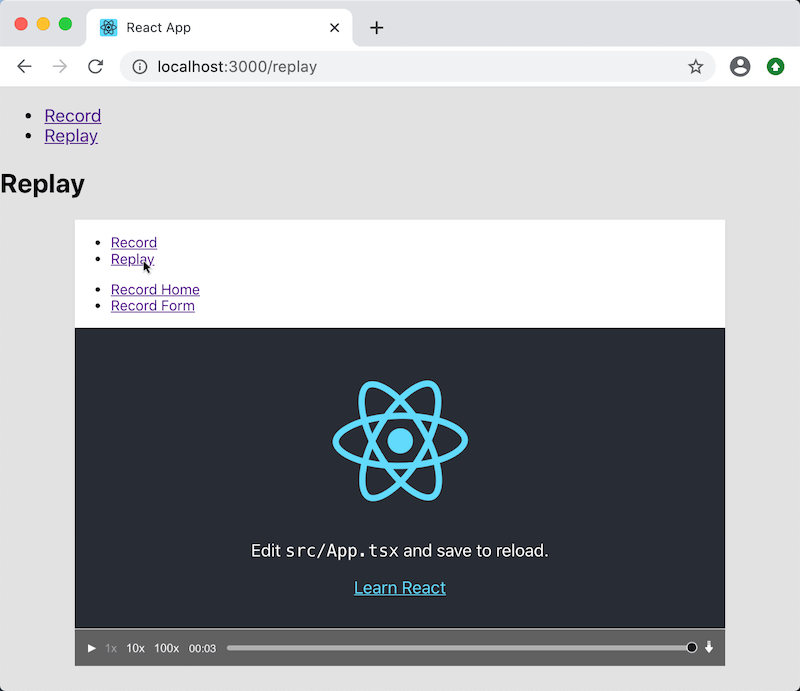 React App
localhost:3000/replay
Record
Replay
Replay
Record
Replay
Record Home
Record Form
Edit src/App.tsx and save to reload.
Learn React
1x 10x 100x 00:03